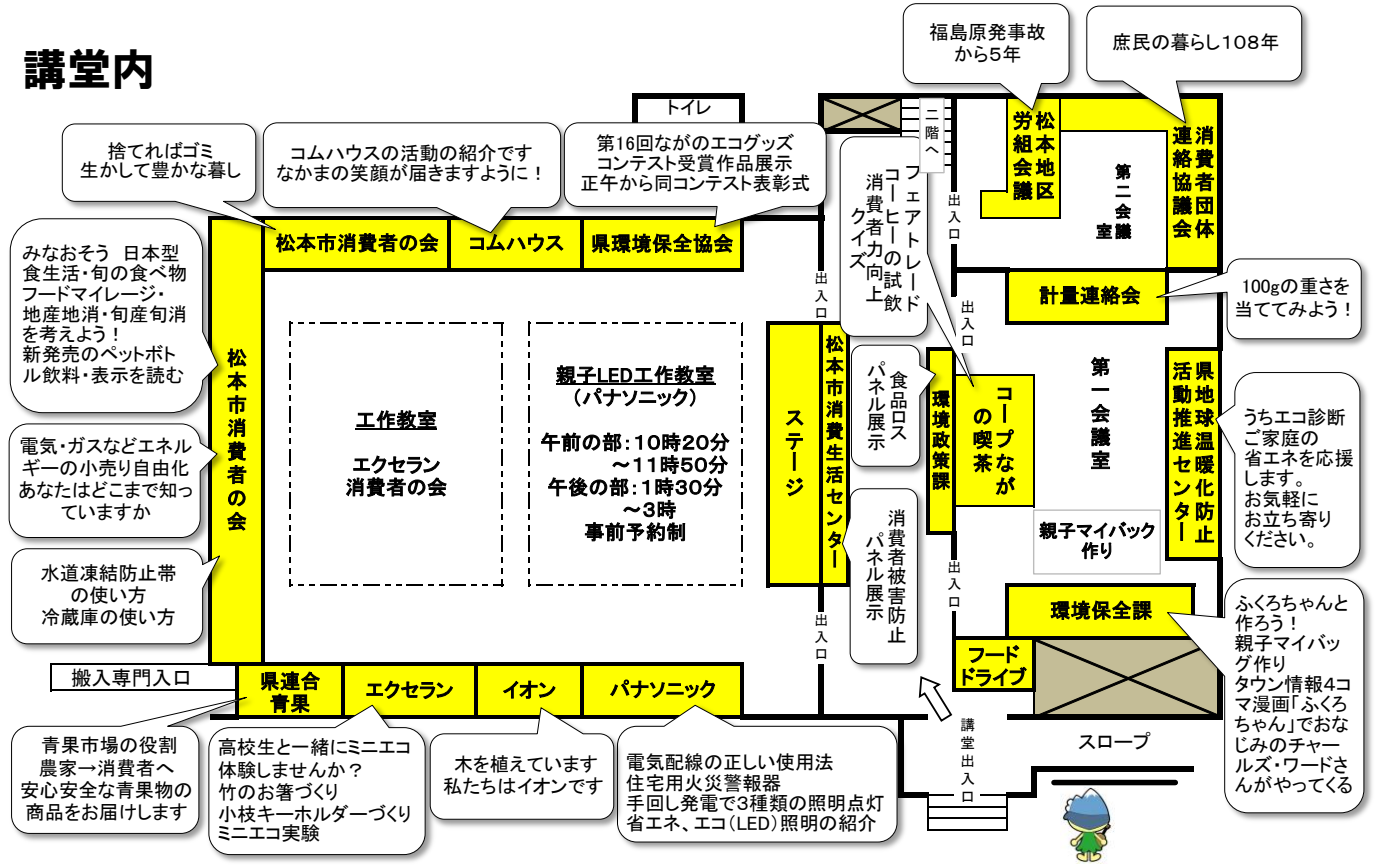 講堂内
福島原発事故
から5年
庶民の暮らし108年
トイレ
二階へ
捨てればゴミ
生かして豊かな暮し
コムハウスの活動の紹介です
なかまの笑顔が届きますように！
第16回ながのエコグッズ
コンテスト受賞作品展示
正午から同コンテスト表彰式
フェアトレード
コーヒーの試飲
消費者力向上
クイズ
松本地区
労組会議
第二会議
室
消費者団体
連絡協議会
出入口
松本市消費者の会
コムハウス
県環境保全協会
みなおそう　日本型
食生活・旬の食べ物
フードマイレージ・
地産地消・旬産旬消
を考えよう！
新発売のペットボト
ル飲料・表示を読む
出入口
出入口
計量連絡会
100gの重さを
当ててみよう！
松本市消費者の会
工作教室
エクセラン
消費者の会
親子LED工作教室
（パナソニック）
午前の部：10時20分
～11時50分
午後の部：1時30分
～3時
事前予約制
ステージ
松本市消費生活センター
食品ロス
パネル展示
環境政策課
コープなが
の喫茶
第一会議室
県地球温暖化防止
活動推進センター
うちエコ診断
ご家庭の
省エネを応援
します。
お気軽に
お立ち寄り
ください。
電気・ガスなどエネル
ギーの小売り自由化
あなたはどこまで知っ
ていますか
消費者被害防止
パネル展示
親子マイバック
作り
水道凍結防止帯
の使い方
冷蔵庫の使い方
出入口
出入口
環境保全課
ふくろちゃんと
作ろう！
親子マイバッ
グ作り
タウン情報4コ
マ漫画「ふくろ
ちゃん」でおな
じみのチャー
ルズ・ワードさ
んがやってくる
搬入専門入口
県連合
青果
エクセラン
イオン
パナソニック
フード
ドライブ
講堂出入口
スロープ
青果市場の役割
農家→消費者へ
安心安全な青果物の
商品をお届けします
高校生と一緒にミニエコ
体験しませんか？
竹のお箸づくり
小枝キーホルダーづくり
ミニエコ実験
木を植えています
私たちはイオンです
電気配線の正しい使用法
住宅用火災警報器
手回し発電で3種類の照明点灯
省エネ、エコ（LED）照明の紹介